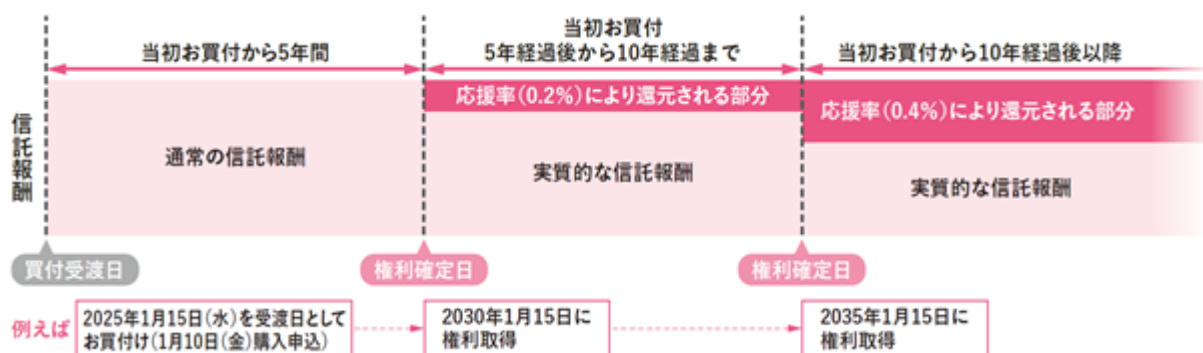 当初お買付から5年間
当初お買付
5年経過後から10年経過まで
当初お買付から10年経過後以降
信託報酬
通常の信託報酬
応援率(0.2%)により還元される部分
実質的な信託報酬
応援率(0.4%)により還元される部分
実質的な信託報酬
買付受渡日
権利確定日
権利確定日
例えば
2025年1月15日(水)を受渡日として
お買付け(1月10日(金)購入申込)
2030年1月15日に
権利取得
2035年1月15日に
権利取得